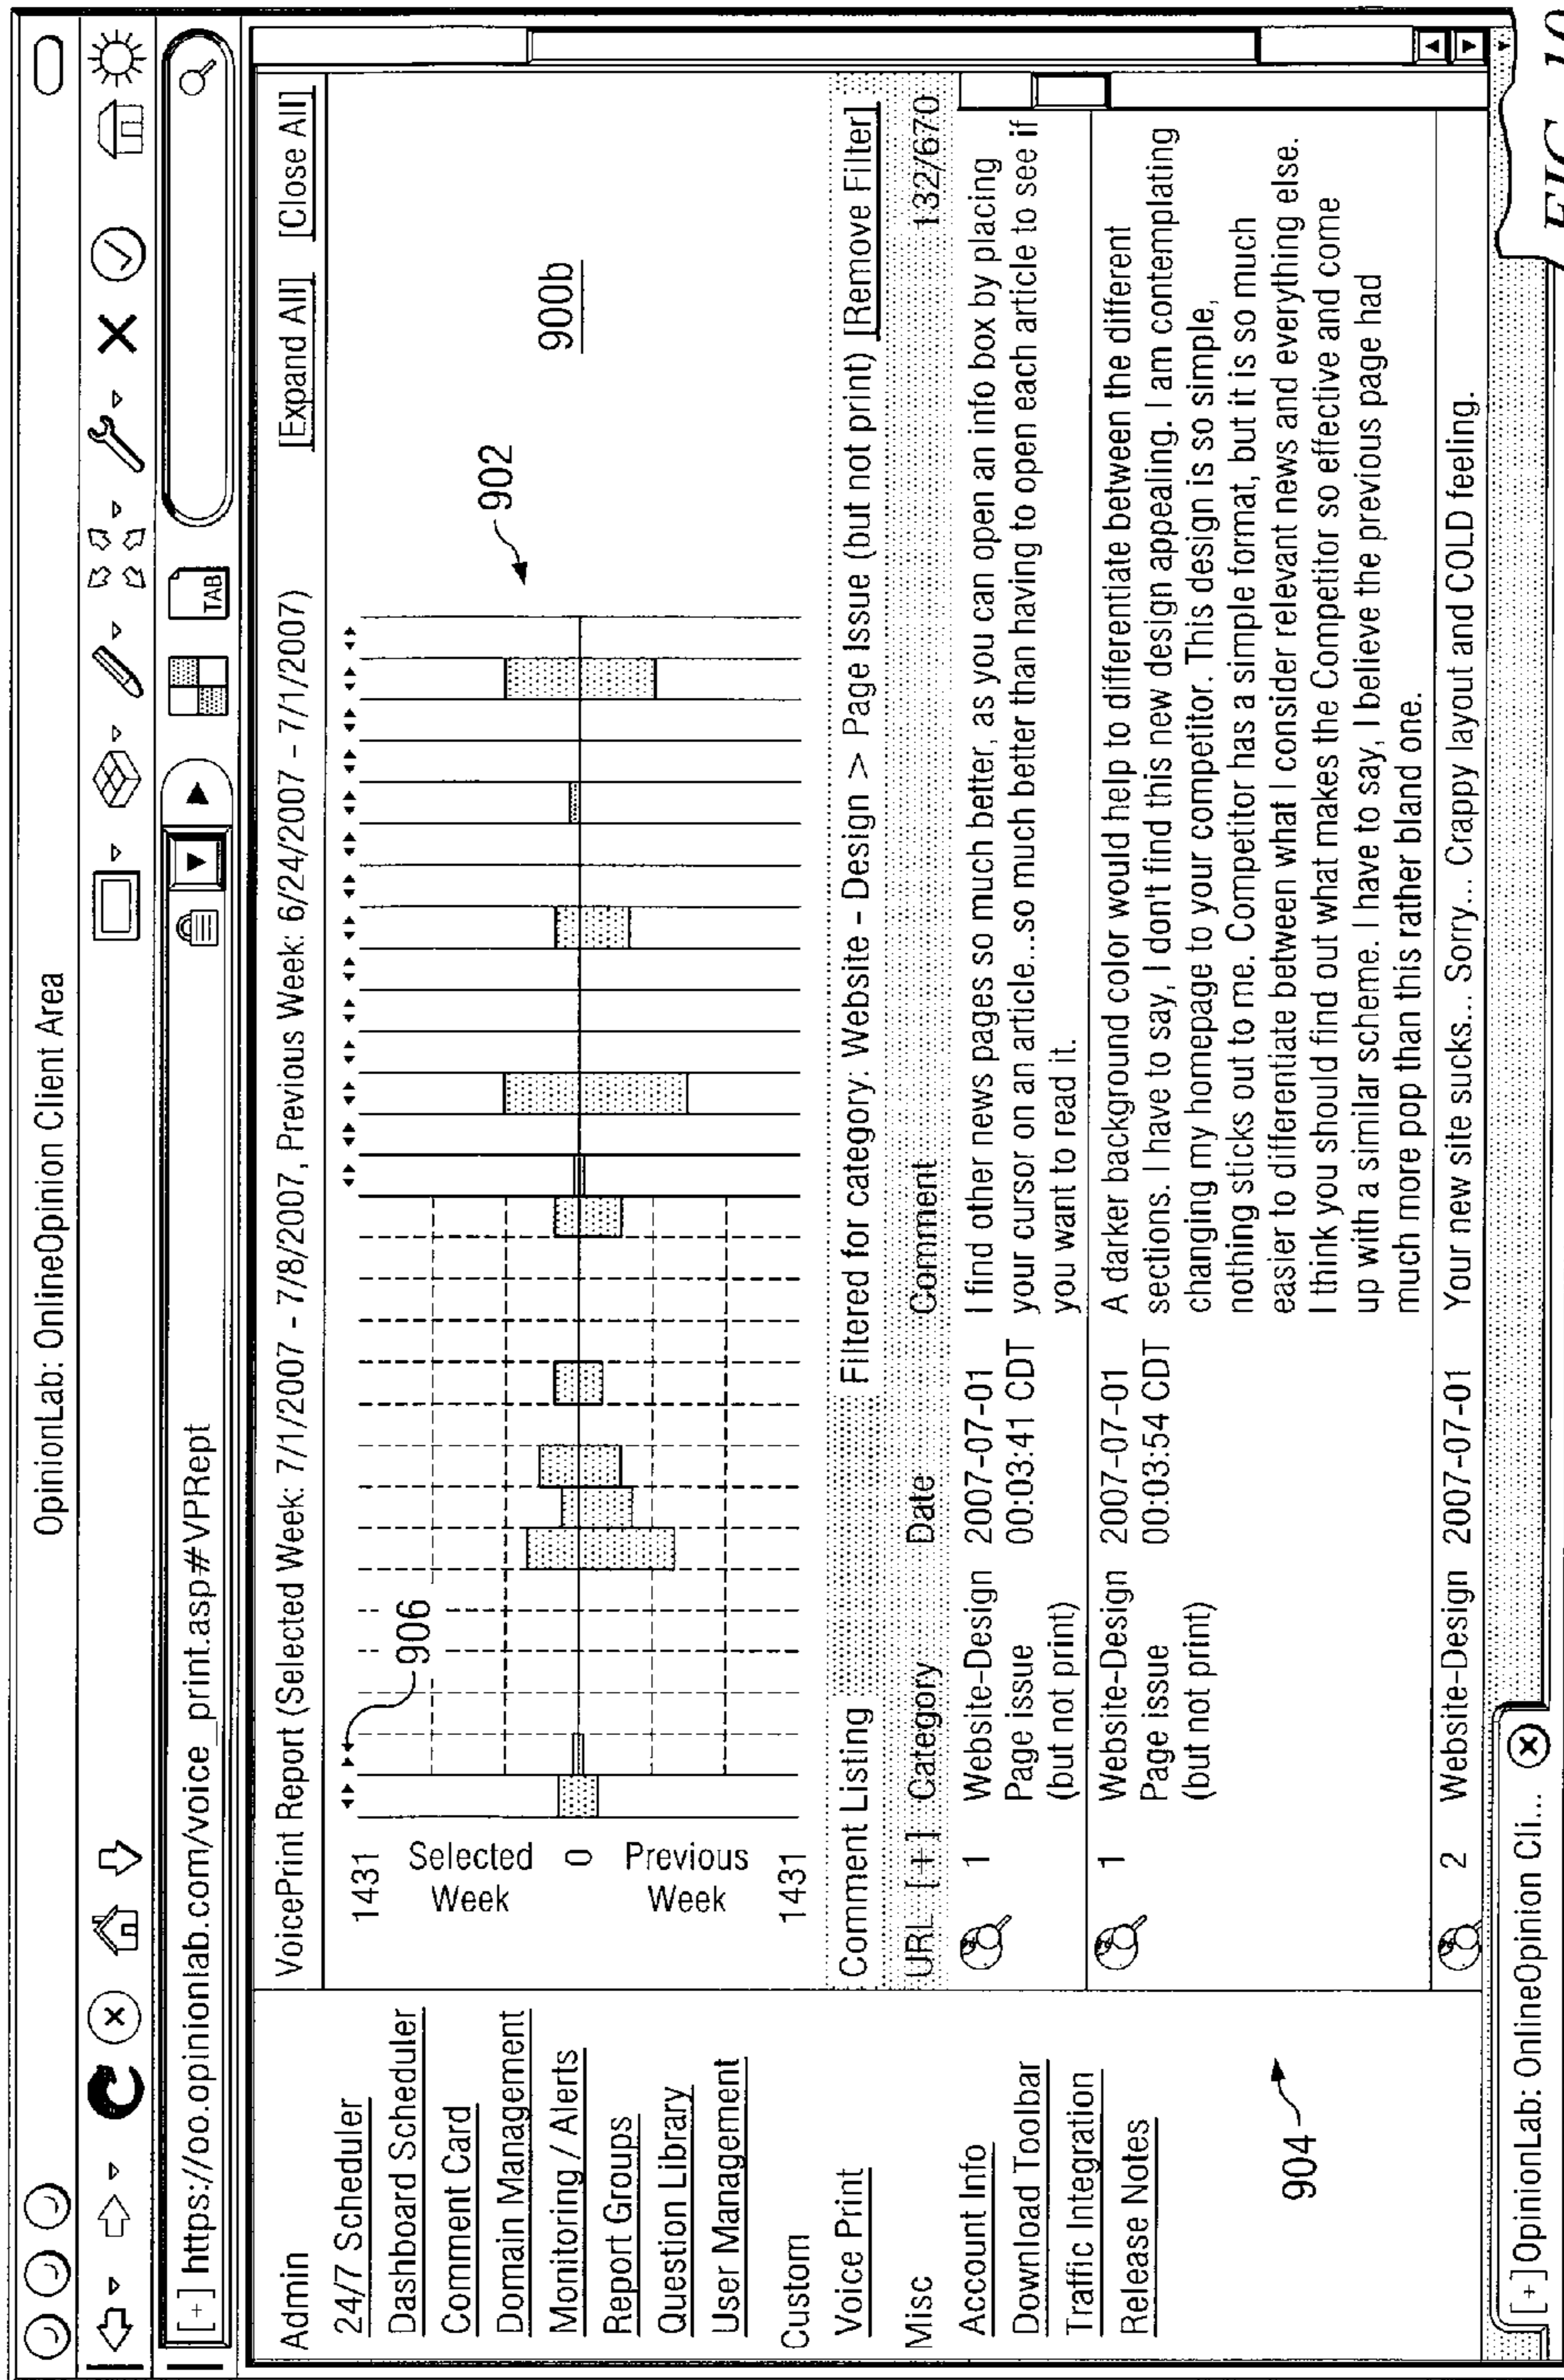 OpinionLab: OnlineOpinion Client Area
[+] https://oo.opinionlab.com/voice_print.asp#VPRept
TAB
Admin
24/7 Scheduler
Dashboard Scheduler
Comment Card
Domain Management
Monitoring / Alerts
Report Groups
Question Library
User Management
Custom
Voice Print
Misc
Account Info
Download Toolbar
Traffic Integration
Release Notes
904
VoicePrint Report (Selected Week: 7/1/2007 - 7/8/2007, Previous Week: 6/24/2007 - 7/1/2007) [Expand All] [Close All]
1431
Selected
Week
0
Previous
Week
1431
906
902
900b
Comment Listing Filtered for category: Website - Design > Page Issue (but not print) [Remove Filter]
URL [+] Category Date Comment 132/670
1 Website-Design 2007-07-01 I find other news pages so much better, as you can open an info box by placing
Page issue 00:03:41 CDT your cursor on an article...so much better than having to open each article to see if
(but not print) you want to read it.
1 Website-Design 2007-07-01 A darker background color would help to differentiate between the different
Page issue 00:03:54 CDT sections. I have to say, I don't find this new design appealing. I am contemplating
(but not print) changing my homepage to your competitor. This design is so simple,
nothing sticks out to me. Competitor has a simple format, but it is so much
easier to differentiate between what I consider relevant news and everything else.
I think you should find out what makes the Competitor so effective and come
up with a similar scheme. I have to say, I believe the previous page had
much more pop than this rather bland one.
2 Website-Design 2007-07-01 Your new site sucks... Sorry... Crappy layout and COLD feeling.
[+] OpinionLab: OnlineOpinion Cli...
FIG. 10